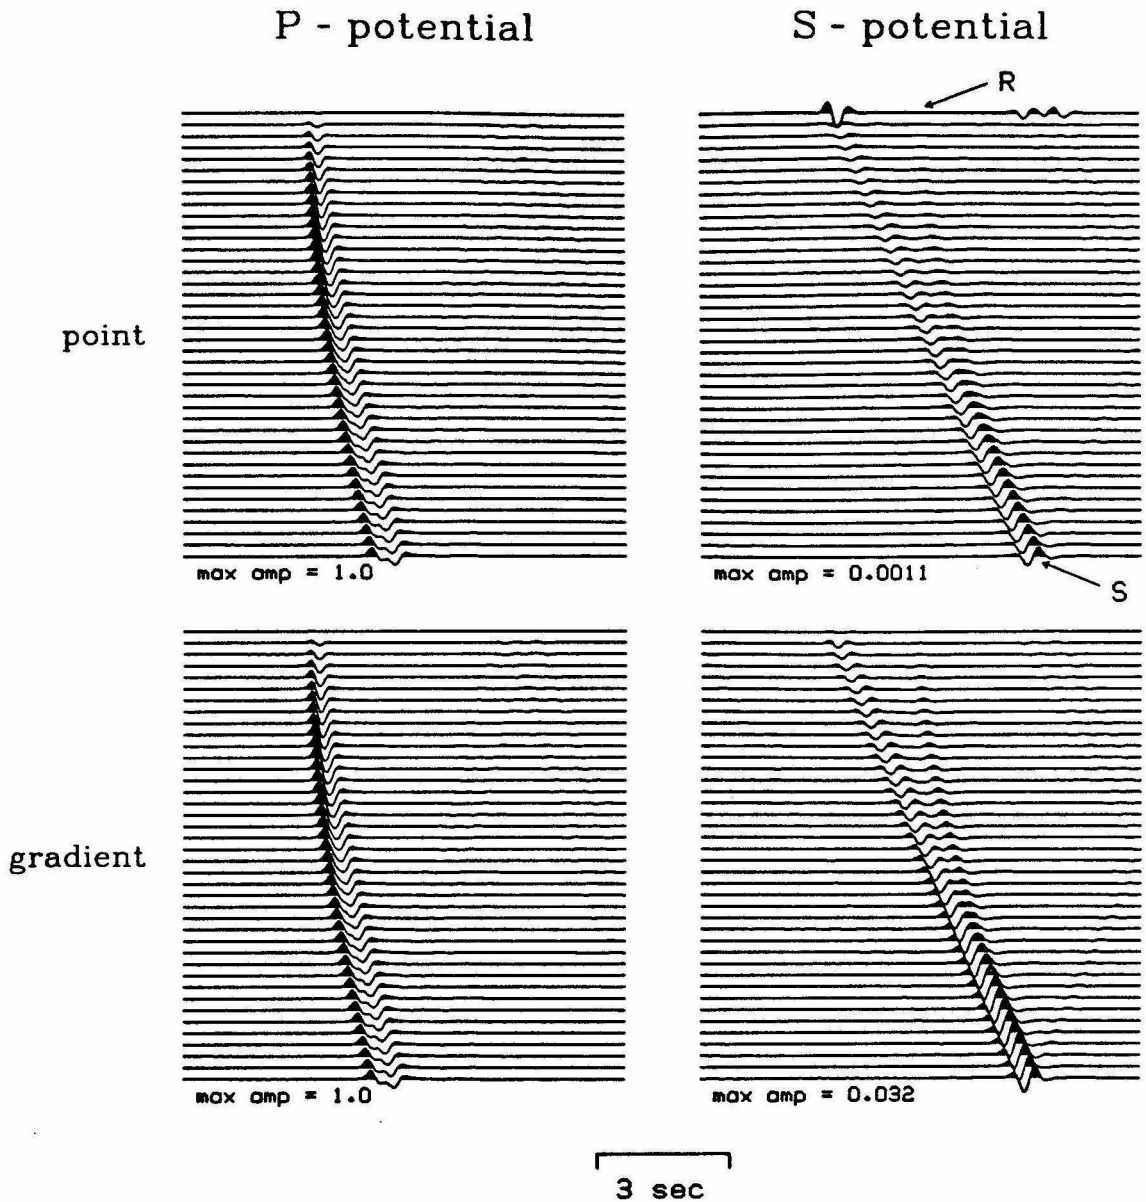 P - potential
S - potential
R
point
max amp = 1.0
max amp = 0.0011
S
gradient
max amp = 1.0
max amp = 0.032
3 sec